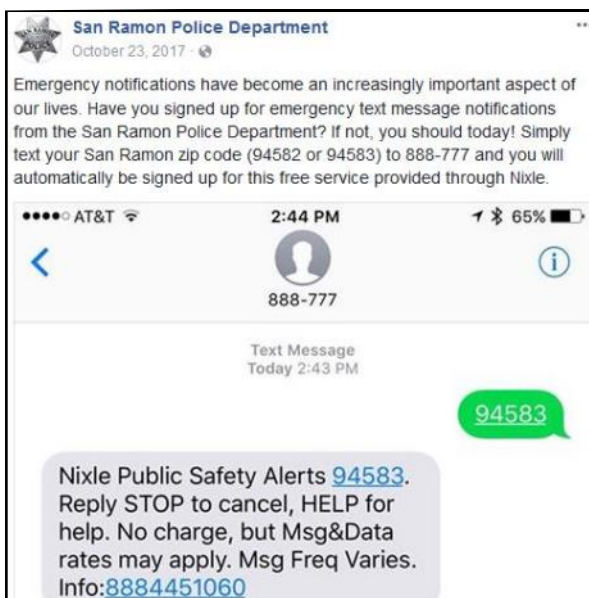 San Ramon Police Department
October 23, 2017 ·
Emergency notifications have become an increasingly important aspect of
our lives. Have you signed up for emergency text message notifications
from the San Ramon Police Department? If not, you should today! Simply
text your San Ramon zip code (94582 or 94583) to 888-777 and you will
automatically be signed up for this free service provided through Nixle.
AT&T 2:44 PM 65%
888-777
Text Message
Today 2:43 PM
94583
Nixle Public Safety Alerts 94583.
Reply STOP to cancel, HELP for
help. No charge, but Msg&Data
rates may apply. Msg Freq Varies.
Info:8884451060